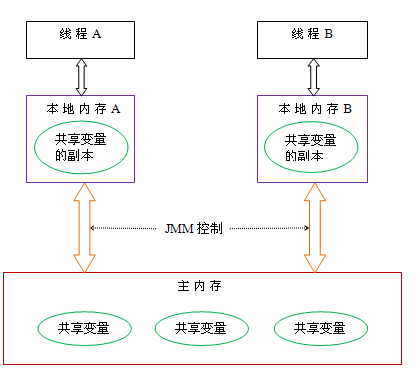 线程 A
线程 B
本地内存 A
本地内存 B
共享变量
的副本
共享变量
的副本
JMM 控制
主内存
共享变量
共享变量
共享变量